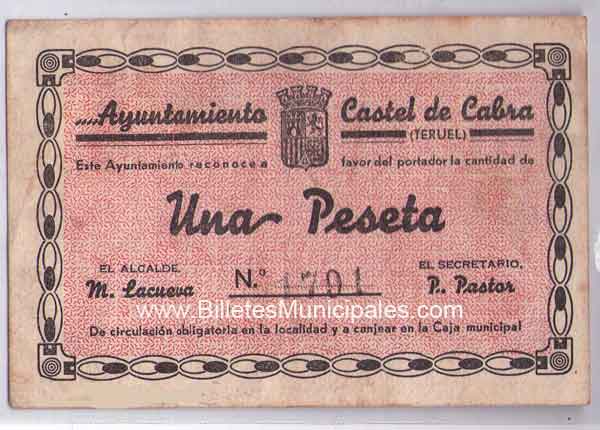 ....Ayuntamiento Castel de Cabra
(TERUEL)
Este Ayuntamiento reconoce a favor del portador la cantidad de
Una Peseta
EL ALCALDE, EL SECRETARIO,
M. Lacueva N.º 1701 P. Pastor
www.BilletesMunicipales.com
De circulación obligatoria en la localidad y a canjear en la Caja municipal